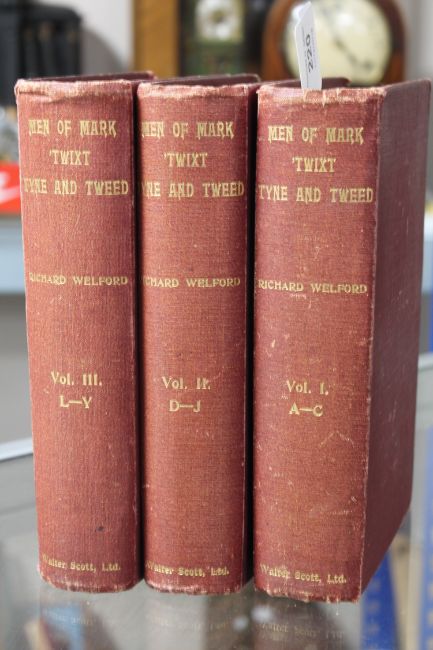 MEN OF MARK
'TWIXT
TYNE AND TWEED
RICHARD WELFORD
Vol. III.
L—Y
Walter Scott, Ltd.
MEN OF MARK
'TWIXT
TYNE AND TWEED
RICHARD WELFORD
Vol. II.
D—J
Walter Scott, Ltd.
220
MEN OF MARK
'TWIXT
TYNE AND TWEED
RICHARD WELFORD
Vol. I.
A—C
Walter Scott, Ltd.